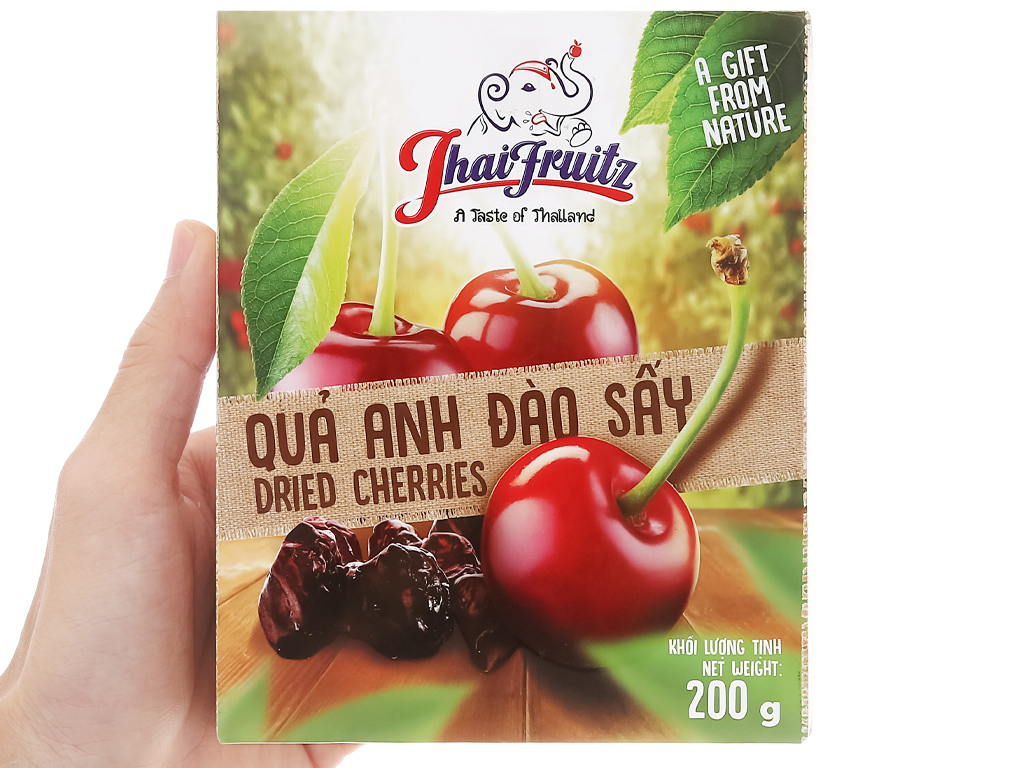 A GIFT
FROM
NATURE
ThaiFruitz
A Taste of Thailand
QUẢ ANH ĐÀO SẤY
DRIED CHERRIES
KHỐI LƯỢNG TỊNH
NET WEIGHT:
200 g